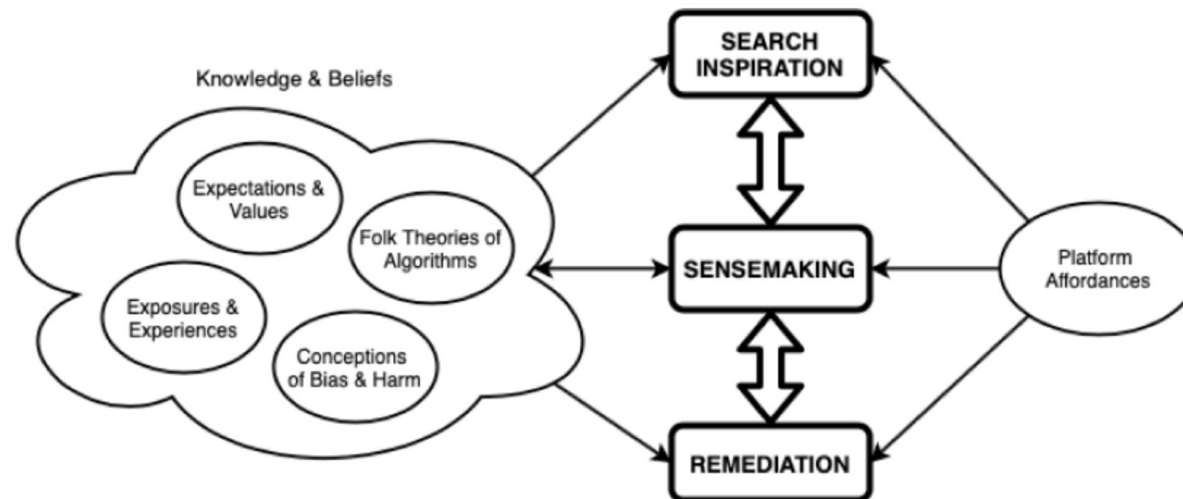 Knowledge & Beliefs
Expectations &
Values
Folk Theories of
Algorithms
Exposures &
Experiences
Conceptions
of Bias & Harm
SEARCH
INSPIRATION
SENSEMAKING
REMEDIATION
Platform
Affordances